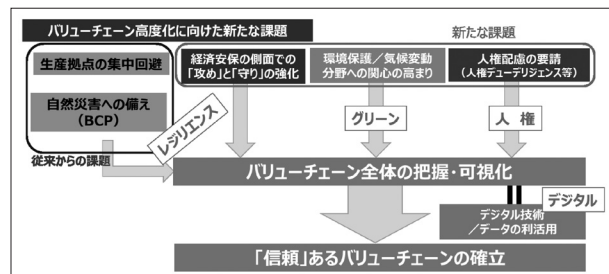 バリューチェーン高度化に向けた新たな課題
新たな課題
生産拠点の集中回避
自然災害への備え
（BCP）
従来からの課題
経済安保の側面での
「攻め」と「守り」の強化
環境保護／気候変動
分野への関心の高まり
人権配慮の要請
（人権デューデリジェンス等）
レジリエンス
グリーン
人 権
バリューチェーン全体の把握・可視化
デジタル
デジタル技術
／データの利活用
「信頼」あるバリューチェーンの確立